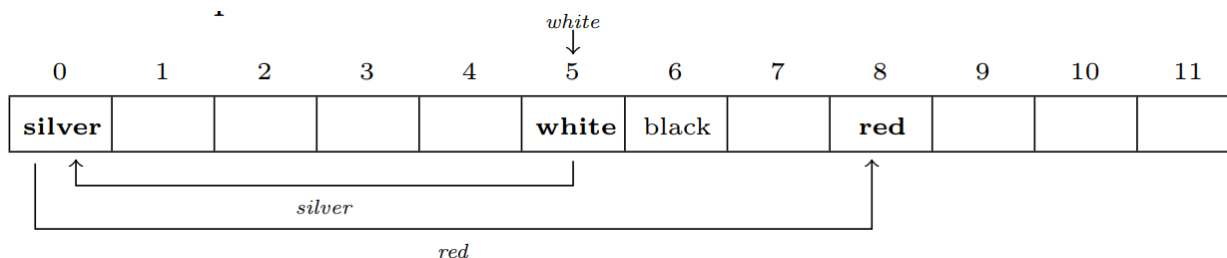 white
0 1 2 3 4 5 6 7 8 9 10 11
silver white black red
silver
red